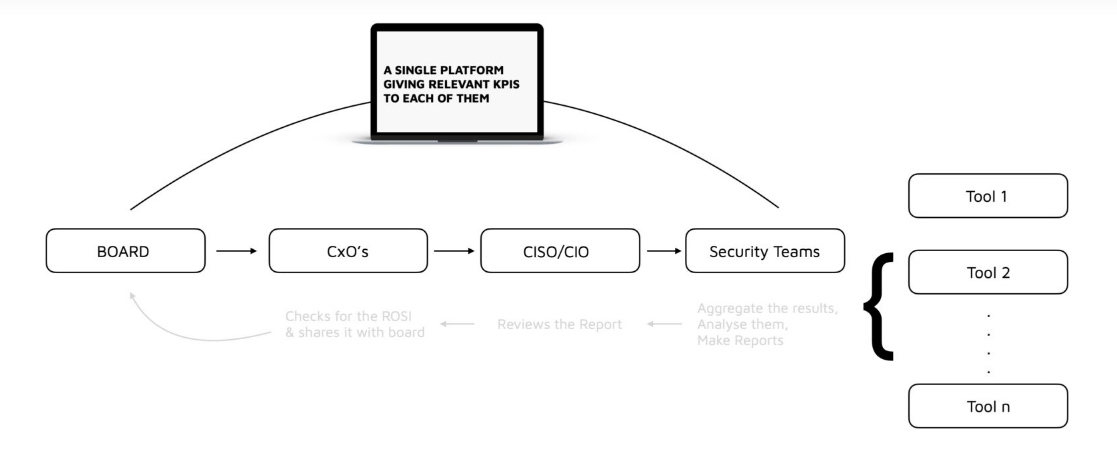 A SINGLE PLATFORM
GIVING RELEVANT KPIS
TO EACH OF THEM
Tool 1
BOARD
CxO's
CISO/CIO
Security Teams
Tool 2
Checks for the ROSI
& shares it with board
Reviews the Report
Aggregate the results,
Analyse them,
Make Reports
Tool n